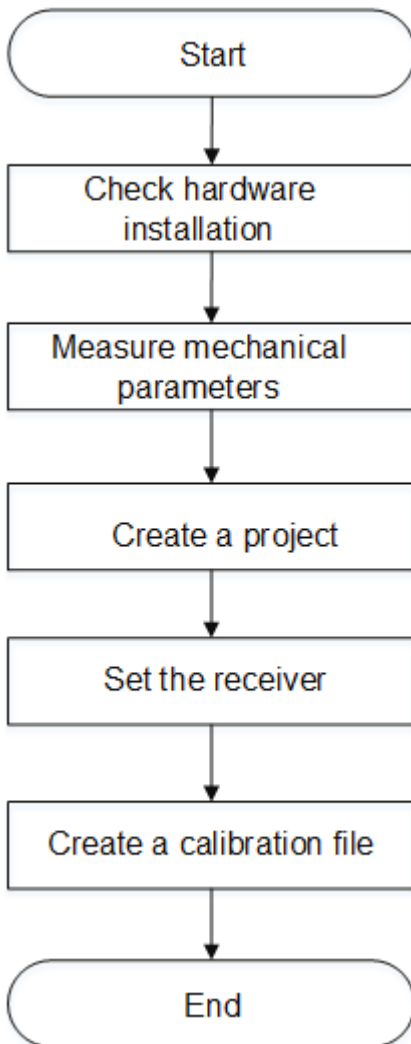 Start
Check hardware
installation
Measure mechanical
parameters
Create a project
Set the receiver
Create a calibration file
End